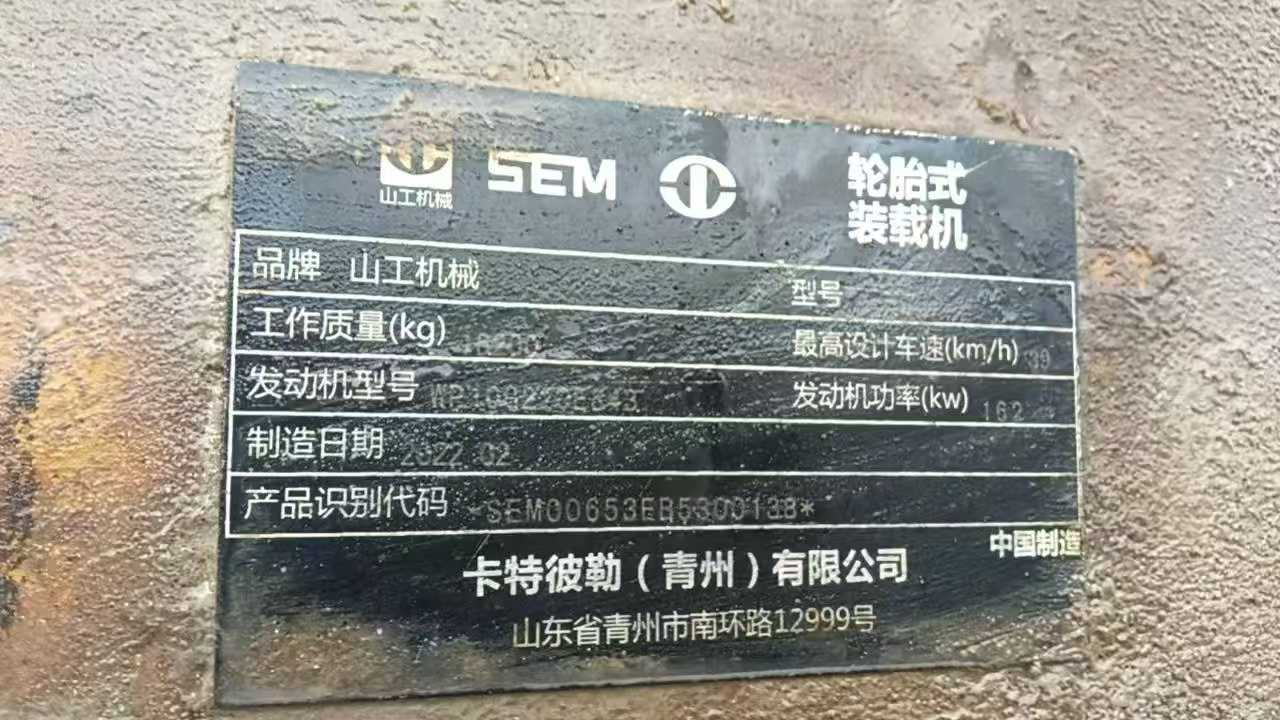 山工机械 SEM 轮胎式
装载机
品牌 山工机械 型号
工作质量(kg) 最高设计车速(km/h) 39
发动机型号 发动机功率(kw) 162
制造日期 2022 02
产品识别代码
中国制造
卡特彼勒（青州）有限公司
山东省青州市南环路12999号